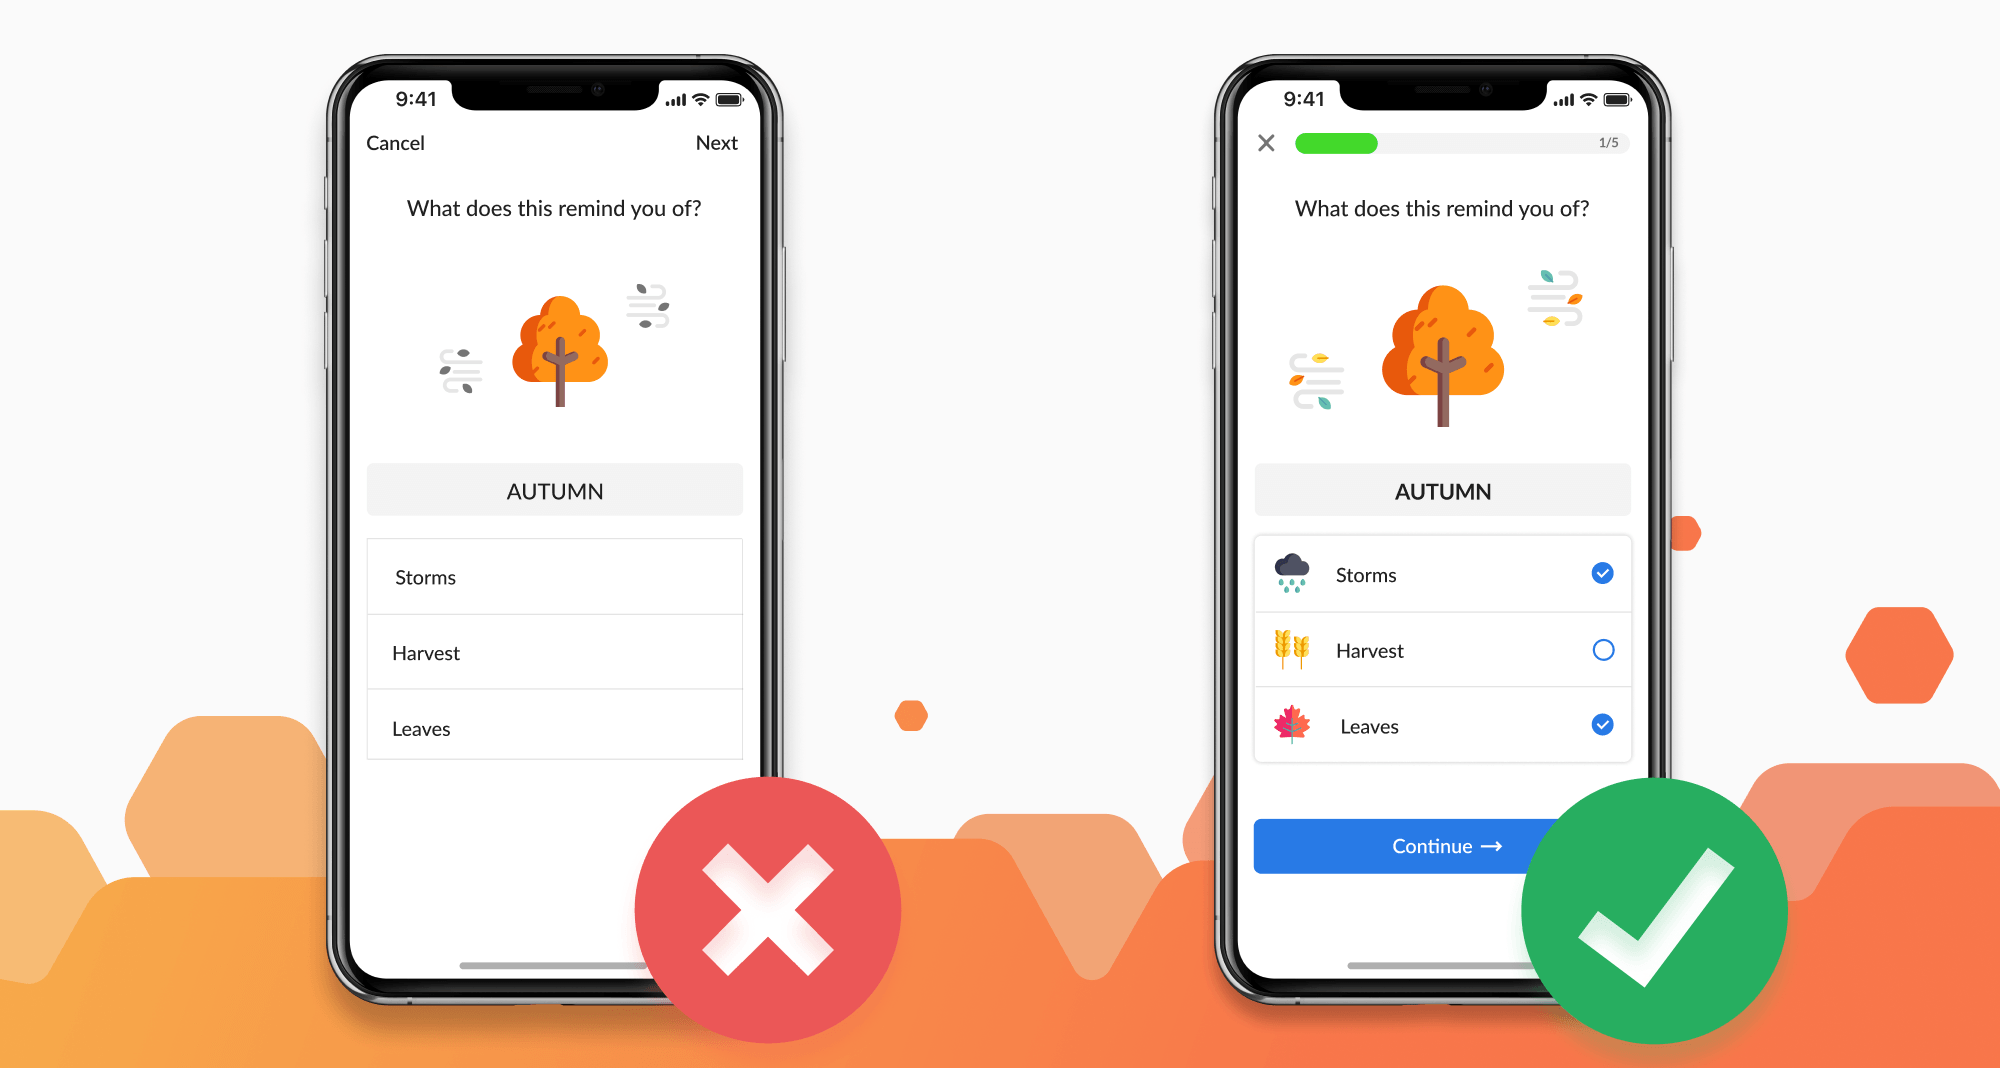 9:41
Cancel
Next
What does this remind you of?
AUTUMN
Storms
Harvest
Leaves
9:41
1/5
What does this remind you of?
AUTUMN
Storms
Harvest
Leaves
Continue →